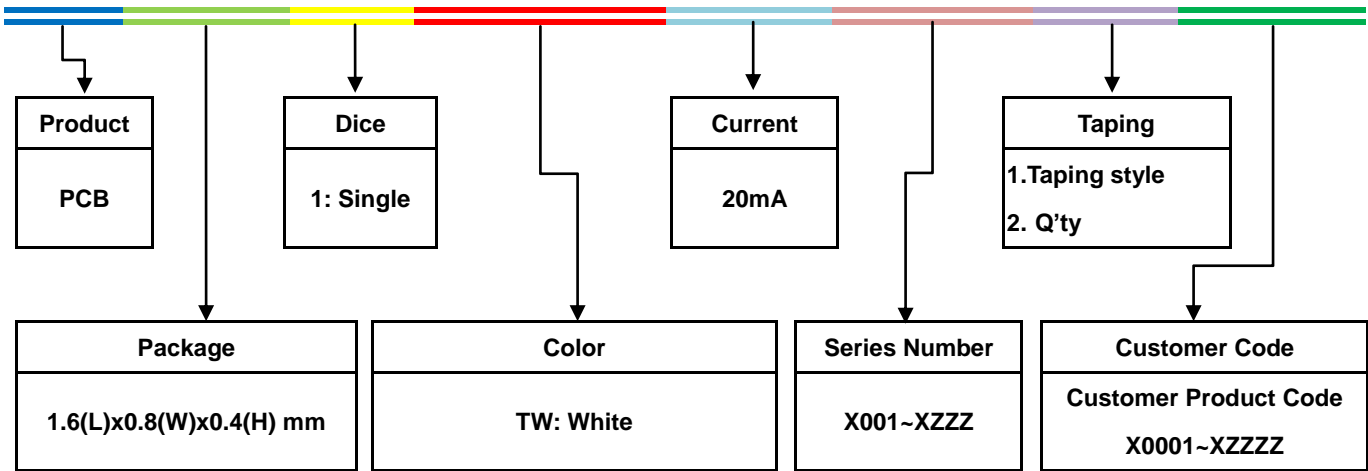 Product
PCB
Dice
1: Single
Current
20mA
Taping
1.Taping style
2. Q’ty
Package
1.6(L)x0.8(W)x0.4(H) mm
Color
TW: White
Series Number
X001~XZZZ
Customer Code
Customer Product Code
X0001~XZZZZ